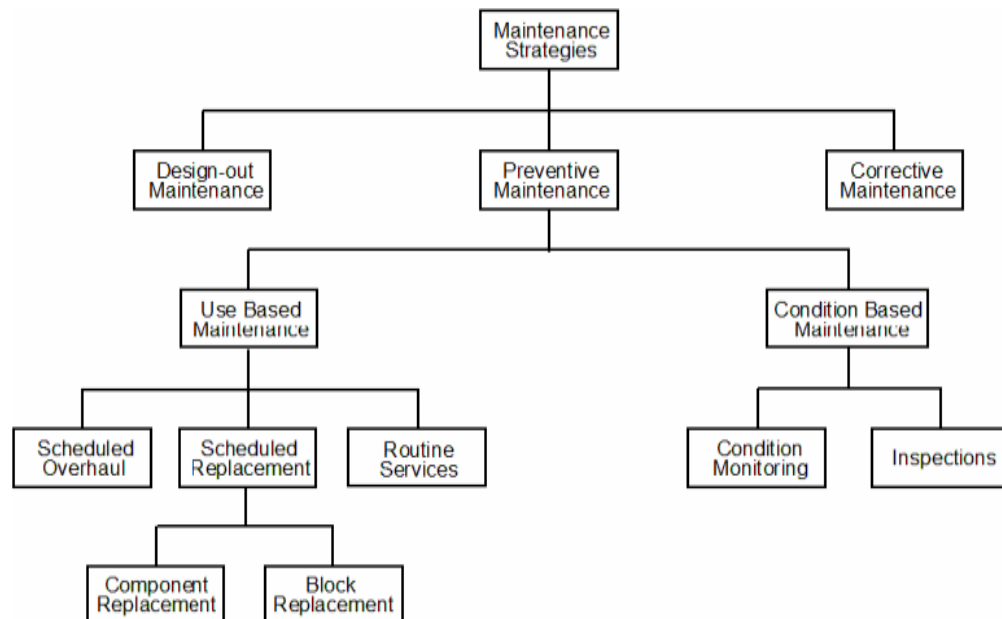 Maintenance
Strategies
Design-out
Maintenance
Preventive
Maintenance
Corrective
Maintenance
Use Based
Maintenance
Condition Based
Maintenance
Scheduled
Overhaul
Scheduled
Replacement
Routine
Services
Condition
Monitoring
Inspections
Component
Replacement
Block
Replacement